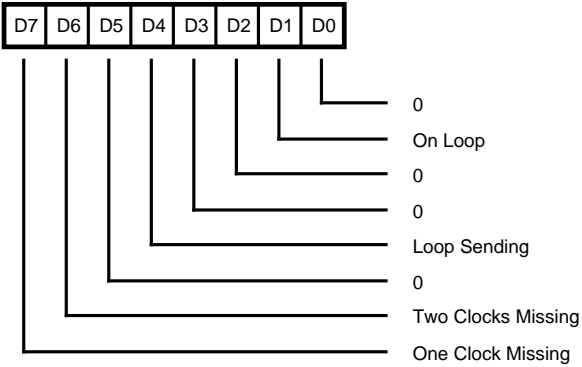 D7 D6 D5 D4 D3 D2 D1 D0
0
On Loop
0
0
Loop Sending
0
Two Clocks Missing
One Clock Missing